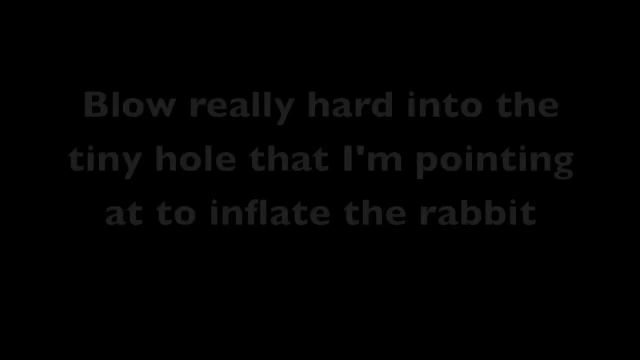 Blow really hard into the
tiny hole that I'm pointing
at to inflate the rabbit